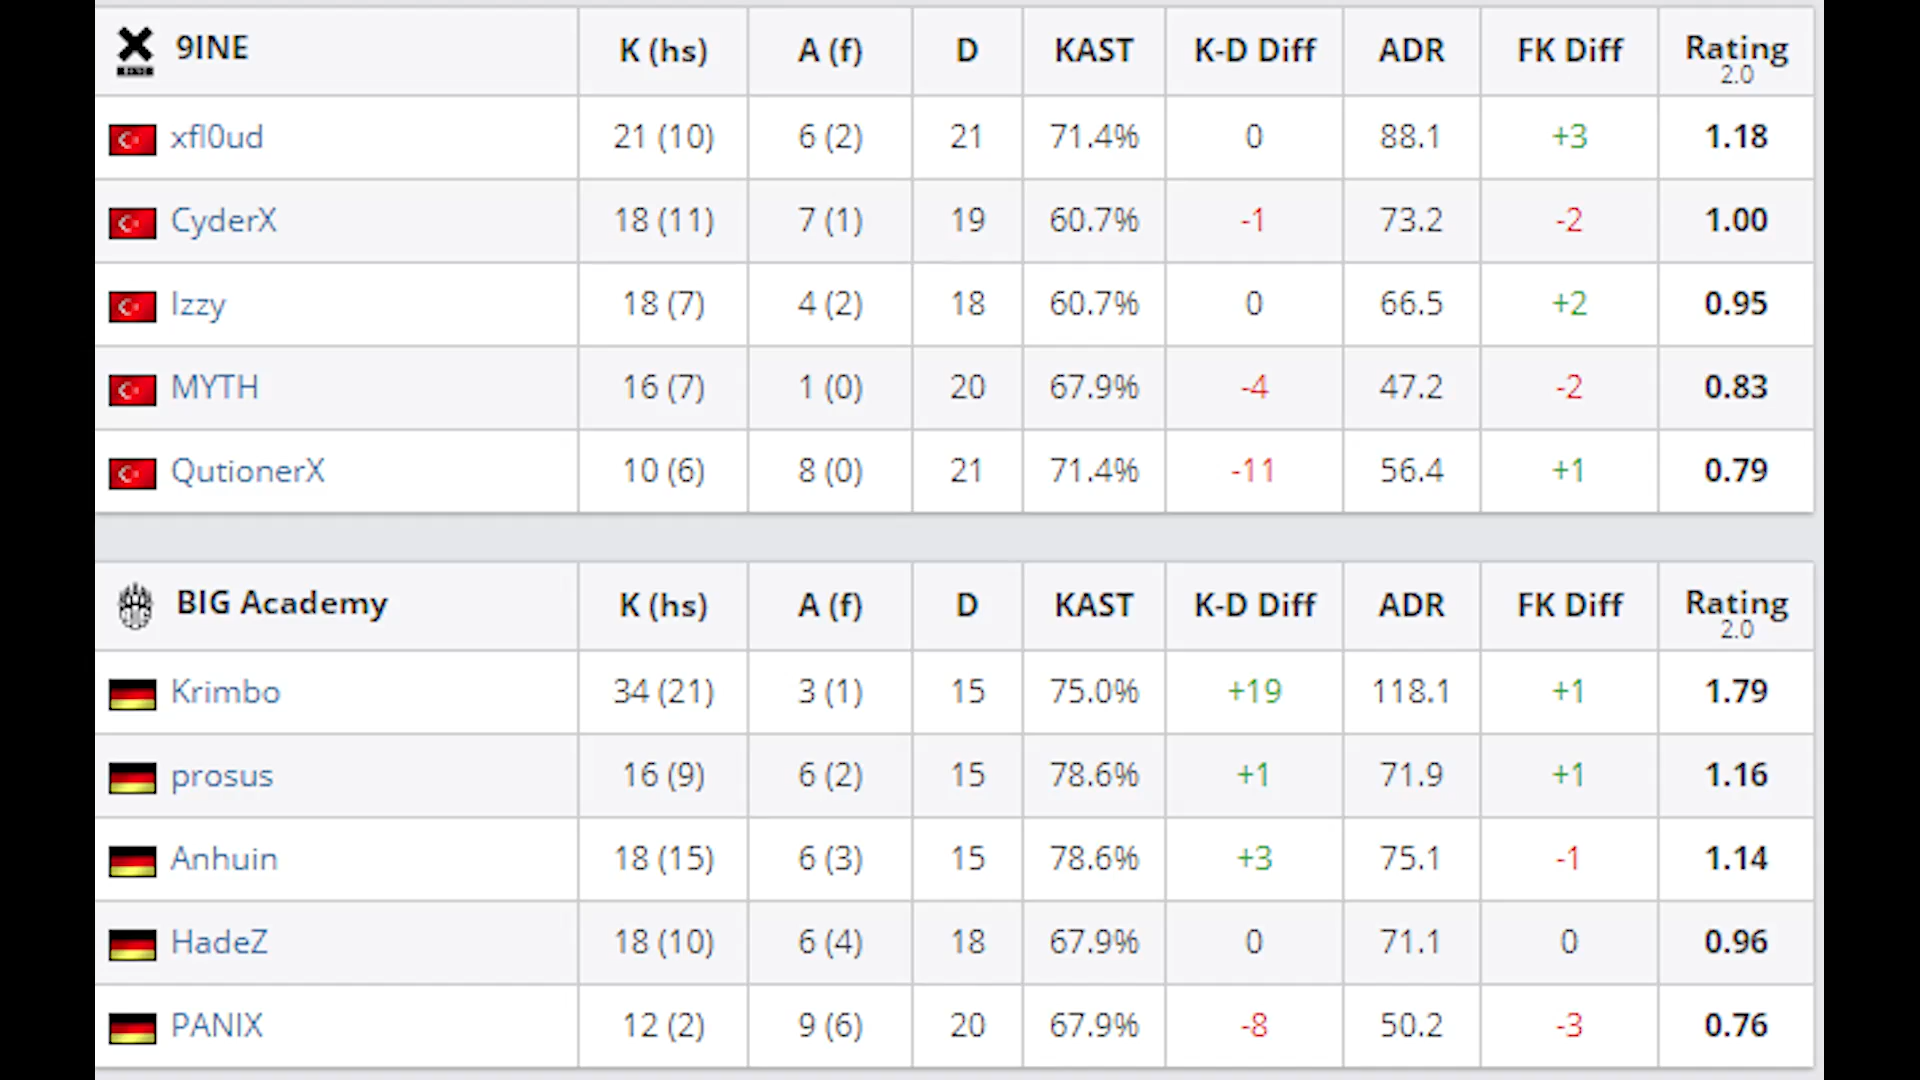 9INE K (hs) A (f) D KAST K-D Diff ADR FK Diff Rating
2.0
xfl0ud 21 (10) 6 (2) 21 71.4% 0 88.1 +3 1.18
CyderX 18 (11) 7 (1) 19 60.7% -1 73.2 -2 1.00
Izzy 18 (7) 4 (2) 18 60.7% 0 66.5 +2 0.95
MYTH 16 (7) 1 (0) 20 67.9% -4 47.2 -2 0.83
QutionerX 10 (6) 8 (0) 21 71.4% -11 56.4 +1 0.79
BIG Academy K (hs) A (f) D KAST K-D Diff ADR FK Diff Rating
2.0
Krimbo 34 (21) 3 (1) 15 75.0% +19 118.1 +1 1.79
prosus 16 (9) 6 (2) 15 78.6% +1 71.9 +1 1.16
Anhuin 18 (15) 6 (3) 15 78.6% +3 75.1 -1 1.14
HadeZ 18 (10) 6 (4) 18 67.9% 0 71.1 0 0.96
PANIX 12 (2) 9 (6) 20 67.9% -8 50.2 -3 0.76